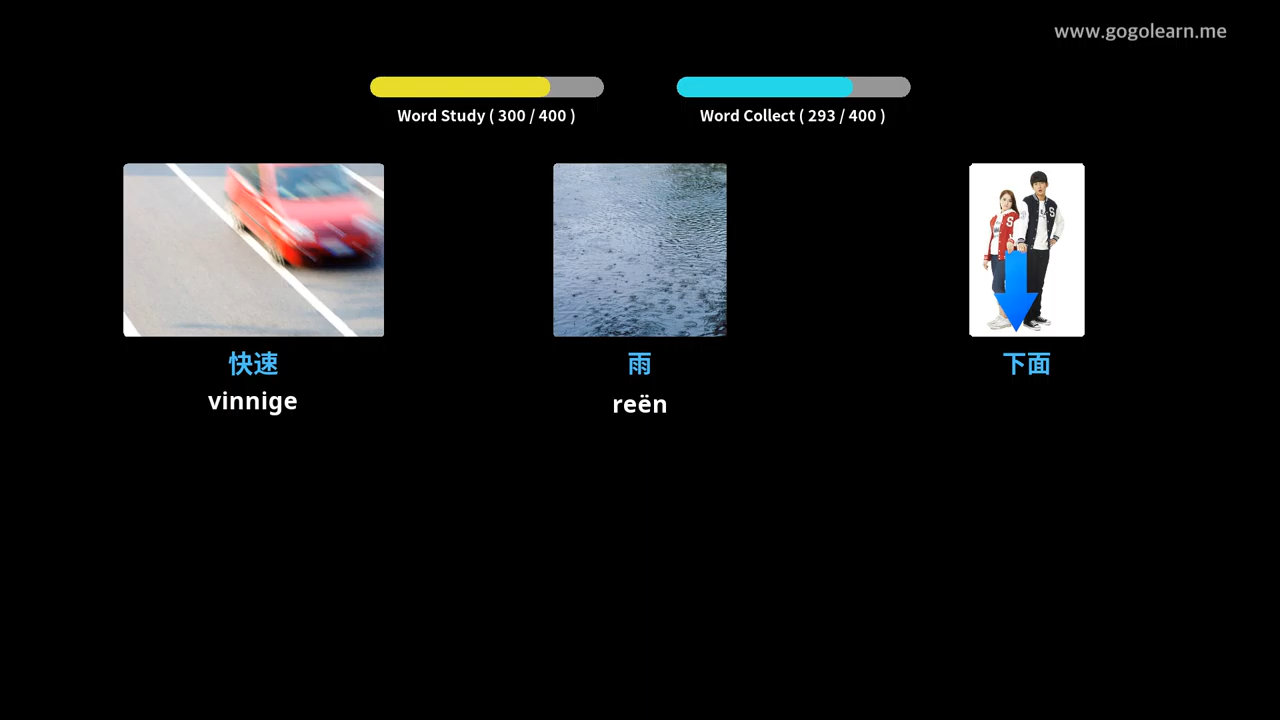 www.gogolearn.me
Word Study ( 300 / 400 )
Word Collect ( 293 / 400 )
快速
雨
下面
vinnige
reën